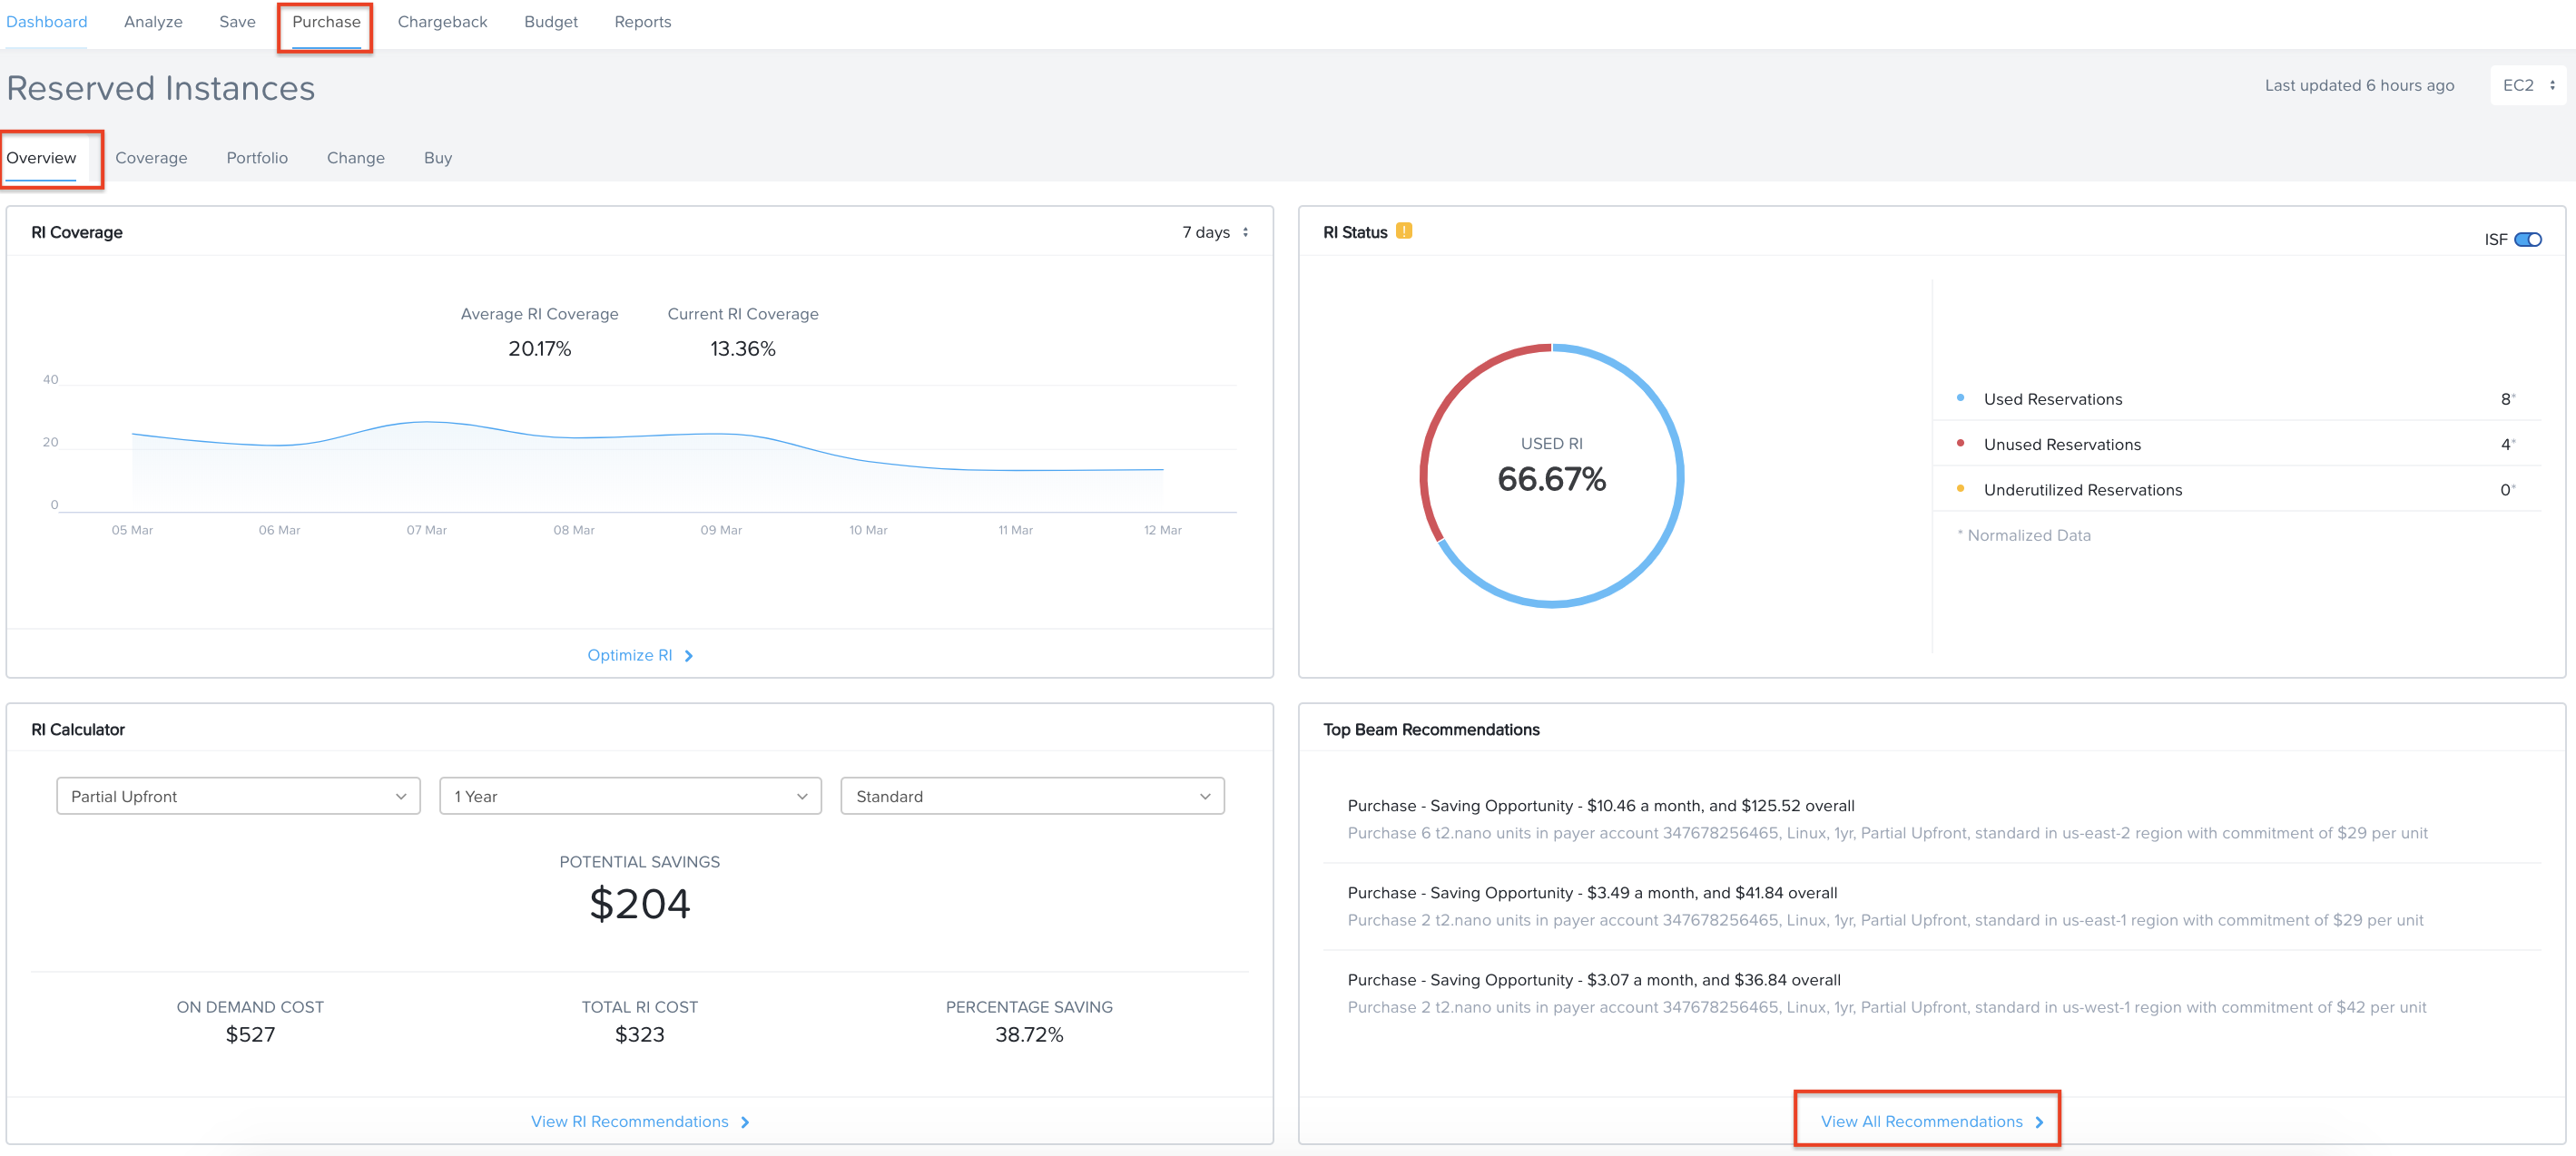 Dashboard Analyze Save Purchase Chargeback Budget Reports
Reserved Instances
Last updated 6 hours ago EC2
Overview Coverage Portfolio Change Buy
RI Coverage
7 days
Average RI Coverage Current RI Coverage
20.17% 13.36%
40
20
0
05 Mar 06 Mar 07 Mar 08 Mar 09 Mar 10 Mar 11 Mar 12 Mar
Optimize RI
RI Status !
ISF
USED RI
66.67%
Used Reservations 8*
Unused Reservations 4*
Underutilized Reservations 0*
* Normalized Data
RI Calculator
Partial Upfront 1 Year Standard
POTENTIAL SAVINGS
$204
ON DEMAND COST TOTAL RI COST PERCENTAGE SAVING
$527 $323 38.72%
View RI Recommendations
Top Beam Recommendations
Purchase - Saving Opportunity - $10.46 a month, and $125.52 overall
Purchase 6 t2.nano units in payer account 347678256465, Linux, 1yr, Partial Upfront, standard in us-east-2 region with commitment of $29 per unit
Purchase - Saving Opportunity - $3.49 a month, and $41.84 overall
Purchase 2 t2.nano units in payer account 347678256465, Linux, 1yr, Partial Upfront, standard in us-east-1 region with commitment of $29 per unit
Purchase - Saving Opportunity - $3.07 a month, and $36.84 overall
Purchase 2 t2.nano units in payer account 347678256465, Linux, 1yr, Partial Upfront, standard in us-west-1 region with commitment of $42 per unit
View All Recommendations